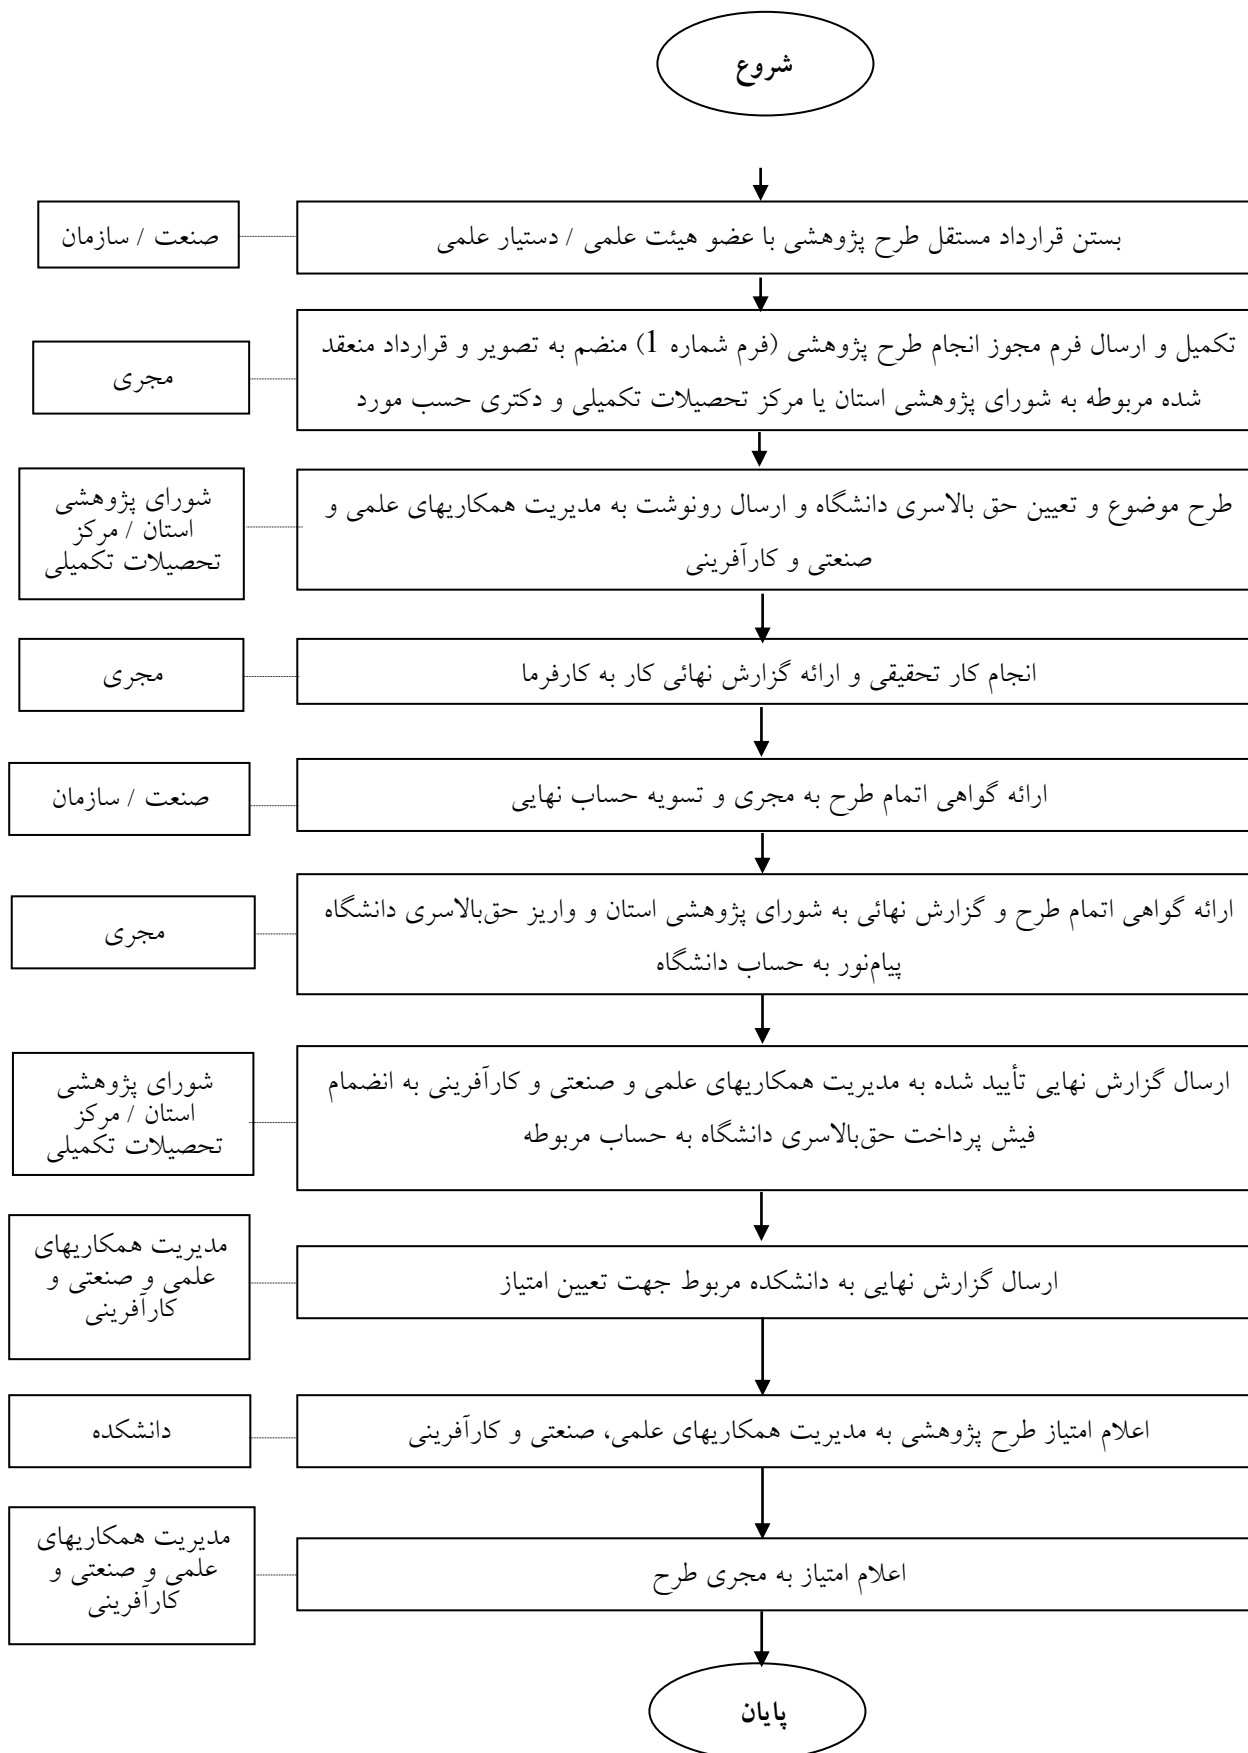 شروع
بستن قرارداد مستقل طرح پژوهشی با عضو هیئت علمی / دستیار علمی
صنعت / سازمان
تکمیل و ارسال فرم مجوز انجام طرح پژوهشی (فرم شماره 1) منضم به تصویر و قرارداد منعقد
شده مربوطه به شورای پژوهشی استان یا مرکز تحصیلات تکمیلی و دکتری حسب مورد
مجری
طرح موضوع و تعیین حق بالاسری دانشگاه و ارسال رونوشت به مدیریت همکاریهای علمی و
صنعتی و کارآفرینی
شورای پژوهشی
استان / مرکز
تحصیلات تکمیلی
انجام کار تحقیقی و ارائه گزارش نهائی کار به کارفرما
مجری
ارائه گواهی اتمام طرح به مجری و تسویه حساب نهایی
صنعت / سازمان
ارائه گواهی اتمام طرح و گزارش نهائی به شورای پژوهشی استان و واریز حق‌بالاسری دانشگاه
پیام‌نور به حساب دانشگاه
مجری
ارسال گزارش نهایی تأیید شده به مدیریت همکاریهای علمی و صنعتی و کارآفرینی به انضمام
فیش پرداخت حق‌بالاسری دانشگاه به حساب مربوطه
شورای پژوهشی
استان / مرکز
تحصیلات تکمیلی
ارسال گزارش نهایی به دانشکده مربوط جهت تعیین امتیاز
مدیریت همکاریهای
علمی و صنعتی و
کارآفرینی
اعلام امتیاز طرح پژوهشی به مدیریت همکاریهای علمی، صنعتی و کارآفرینی
دانشکده
اعلام امتیاز به مجری طرح
مدیریت همکاریهای
علمی و صنعتی و
کارآفرینی
پایان